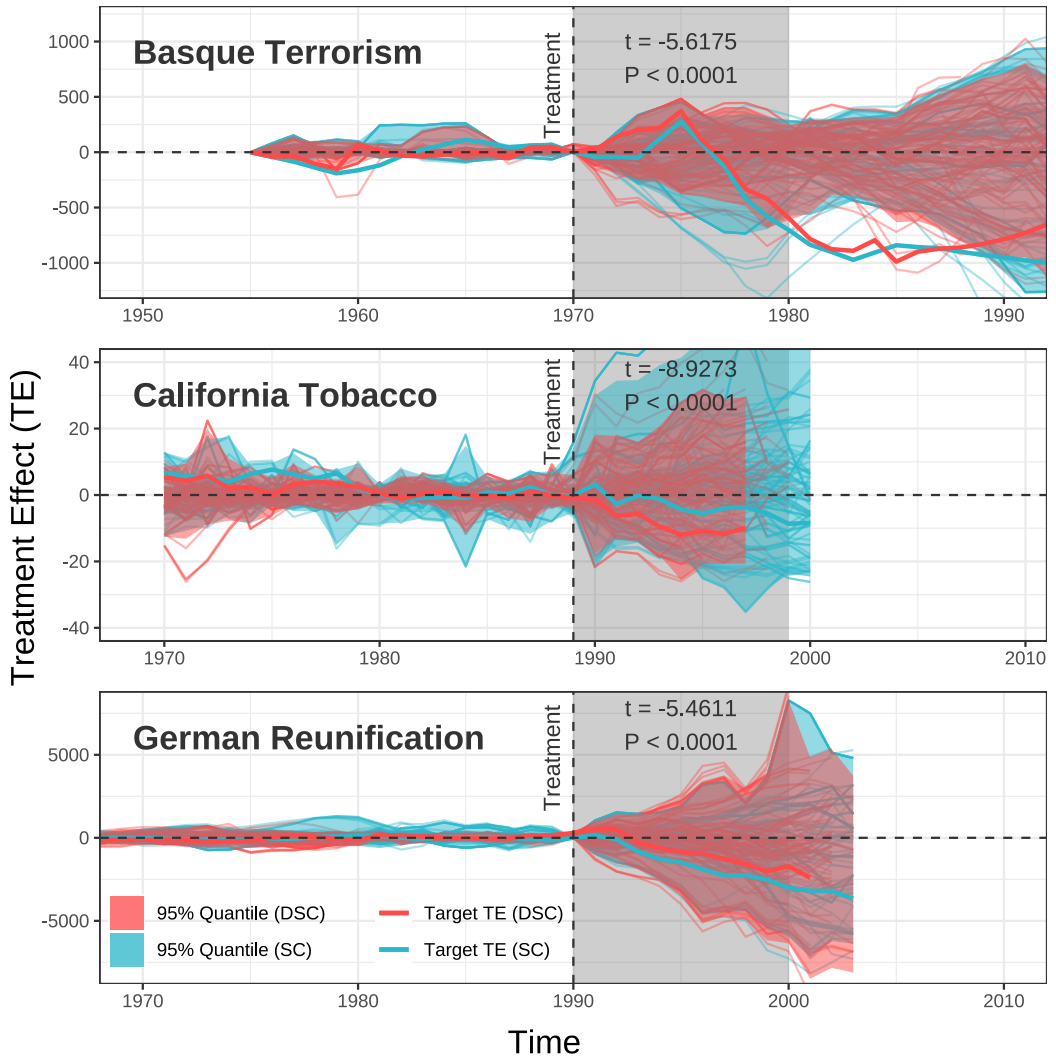 Treatment Effect (TE)
Basque Terrorism
Treatment
t = -5.6175
P < 0.0001
1000
500
0
-500
-1000
1950
1960
1970
1980
1990
California Tobacco
Treatment
t = -8.9273
P < 0.0001
40
20
0
-20
-40
1970
1980
1990
2000
2010
German Reunification
Treatment
t = -5.4611
P < 0.0001
5000
0
-5000
95% Quantile (DSC)
Target TE (DSC)
95% Quantile (SC)
Target TE (SC)
1970
1980
1990
2000
2010
Time